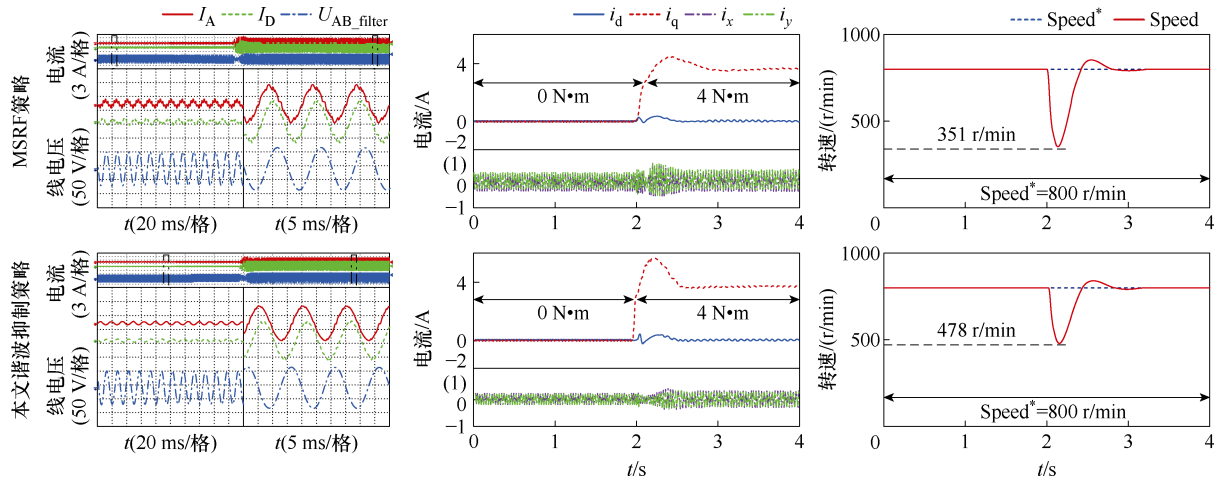 I_A I_D U_AB_filter
i_d i_q i_x i_y
Speed* Speed
MSRF策略
电流
(3 A/格)
线电压
(50 V/格)
t(20 ms/格) t(5 ms/格)
电流/A
4
0
−2
(1)
0
−1
0 N•m 4 N•m
0 1 2 3 4
转速/(r/min)
1000
500
0 1 2 3 4
351 r/min
Speed*=800 r/min
本文谐波抑制策略
电流
(3 A/格)
线电压
(50 V/格)
t(20 ms/格) t(5 ms/格)
电流/A
4
0
−2
(1)
0
−1
0 N•m 4 N•m
0 1 2 3 4
t/s
转速/(r/min)
1000
500
0 1 2 3 4
478 r/min
Speed*=800 r/min
t/s